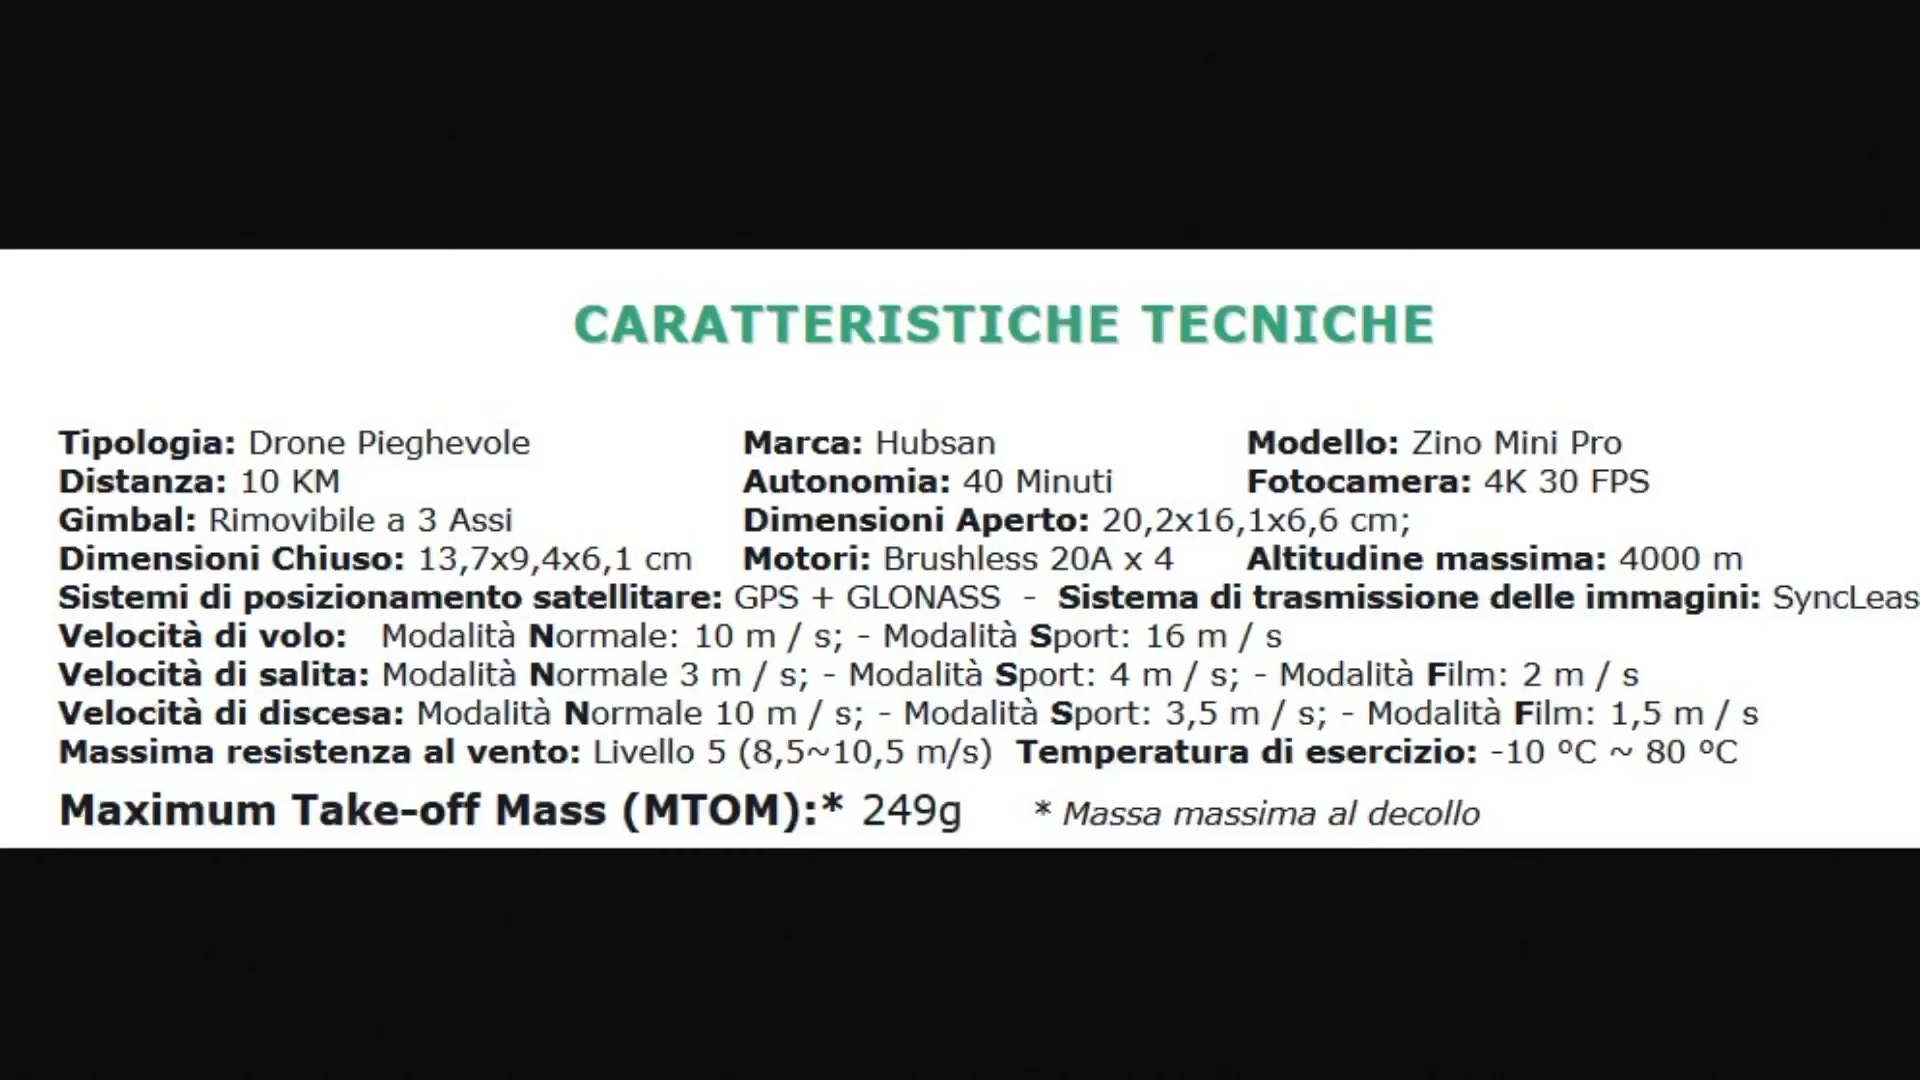 CARATTERISTICHE TECNICHE
Tipologia: Drone Pieghevole Marca: Hubsan Modello: Zino Mini Pro
Distanza: 10 KM Autonomia: 40 Minuti Fotocamera: 4K 30 FPS
Gimbal: Rimovibile a 3 Assi Dimensioni Aperto: 20,2x16,1x6,6 cm;
Dimensioni Chiuso: 13,7x9,4x6,1 cm Motori: Brushless 20A x 4 Altitudine massima: 4000 m
Sistemi di posizionamento satellitare: GPS + GLONASS - Sistema di trasmissione delle immagini: SyncLeas
Velocità di volo: Modalità Normale: 10 m / s; - Modalità Sport: 16 m / s
Velocità di salita: Modalità Normale 3 m / s; - Modalità Sport: 4 m / s; - Modalità Film: 2 m / s
Velocità di discesa: Modalità Normale 10 m / s; - Modalità Sport: 3,5 m / s; - Modalità Film: 1,5 m / s
Massima resistenza al vento: Livello 5 (8,5~10,5 m/s) Temperatura di esercizio: -10 ºC ~ 80 ºC
Maximum Take-off Mass (MTOM):* 249g * Massa massima al decollo